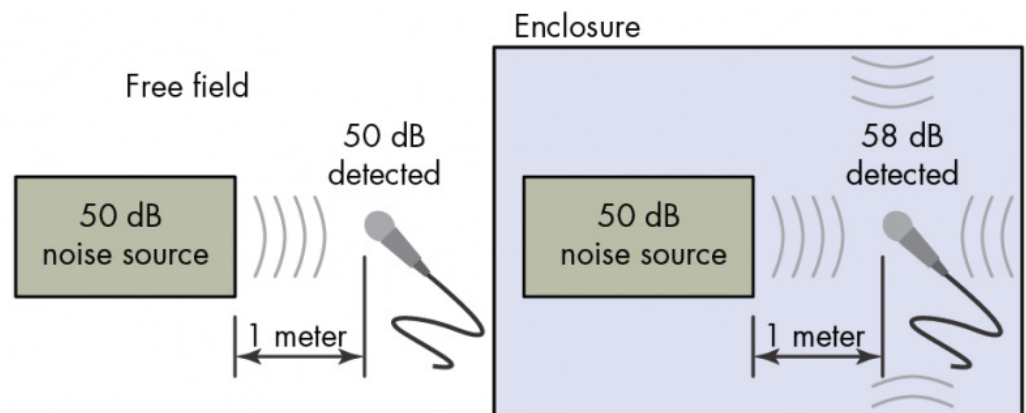 Enclosure
Free field
50 dB
detected
50 dB
noise source
1 meter
58 dB
detected
50 dB
noise source
1 meter